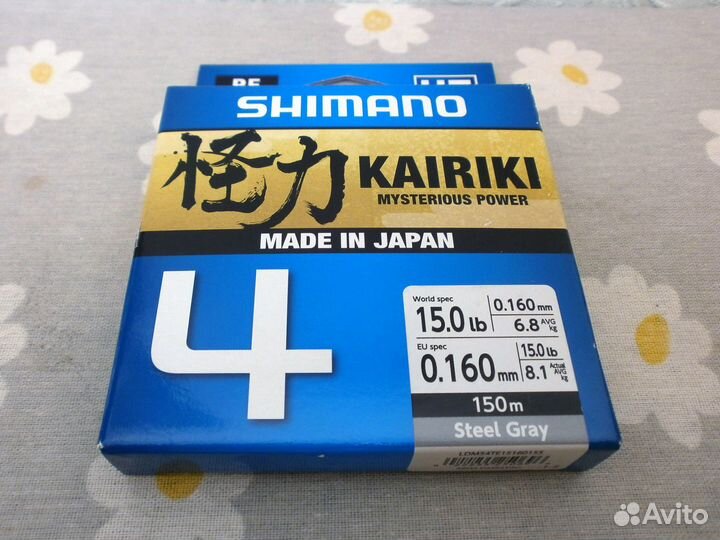 SHIMANO
怪力 KAIRIKI
MYSTERIOUS POWER
MADE IN JAPAN
4
World spec
15.0 lb
0.160 mm
6.8 AVG kg
EU spec
0.160 mm
15.0 lb
8.1 Actual AVG kg
150m
Steel Gray
Avito